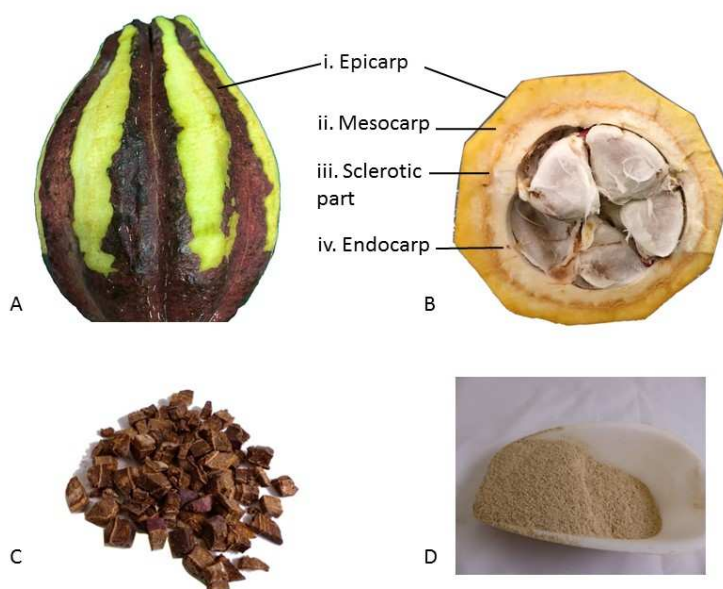 i. Epicarp
ii. Mesocarp
iii. Sclerotic
part
iv. Endocarp
A
B
C
D